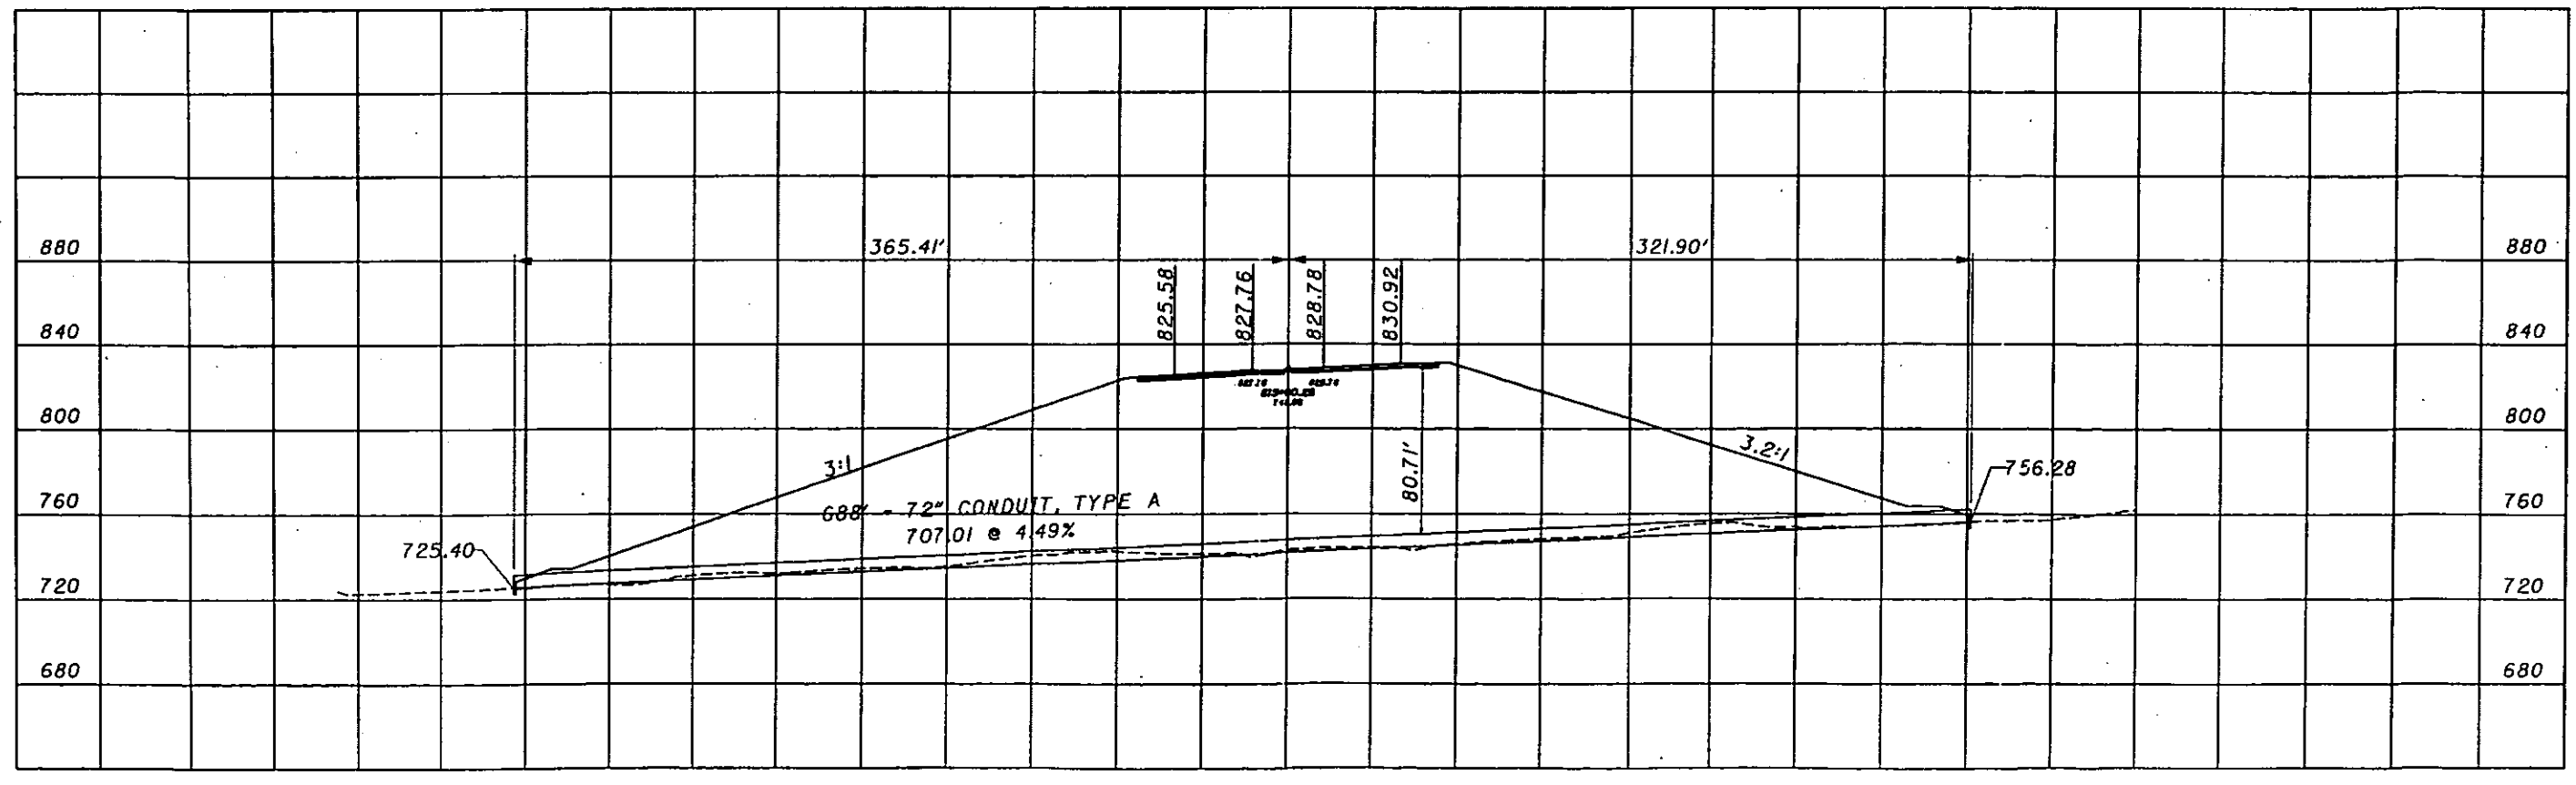 880 365.41' 321.90' 880
825.58 827.76 828.78 830.92
840 840
800 800
3:1 3.2:1
80.71'
756.28
760 760
688' - 72" CONDUIT, TYPE A
707.01 @ 4.49%
725.40
720 720
680 680